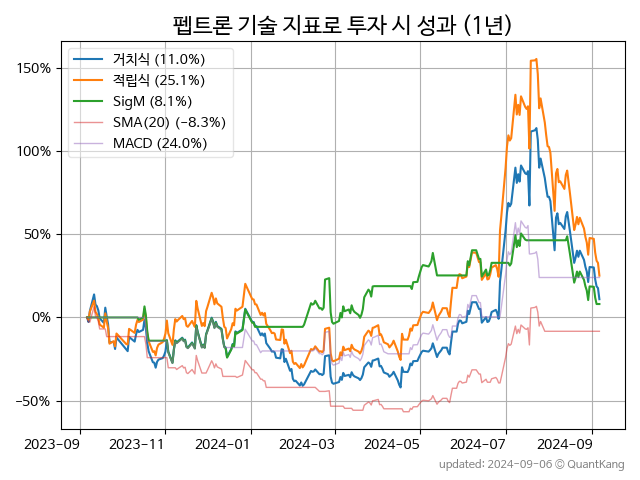 펩트론 기술 지표로 투자 시 성과 (1년)
거치식 (11.0%)
적립식 (25.1%)
SigM (8.1%)
SMA(20) (−8.3%)
MACD (24.0%)
150%
100%
50%
0%
−50%
2023-09 2023-11 2024-01 2024-03 2024-05 2024-07 2024-09
updated: 2024-09-06 © QuantKang